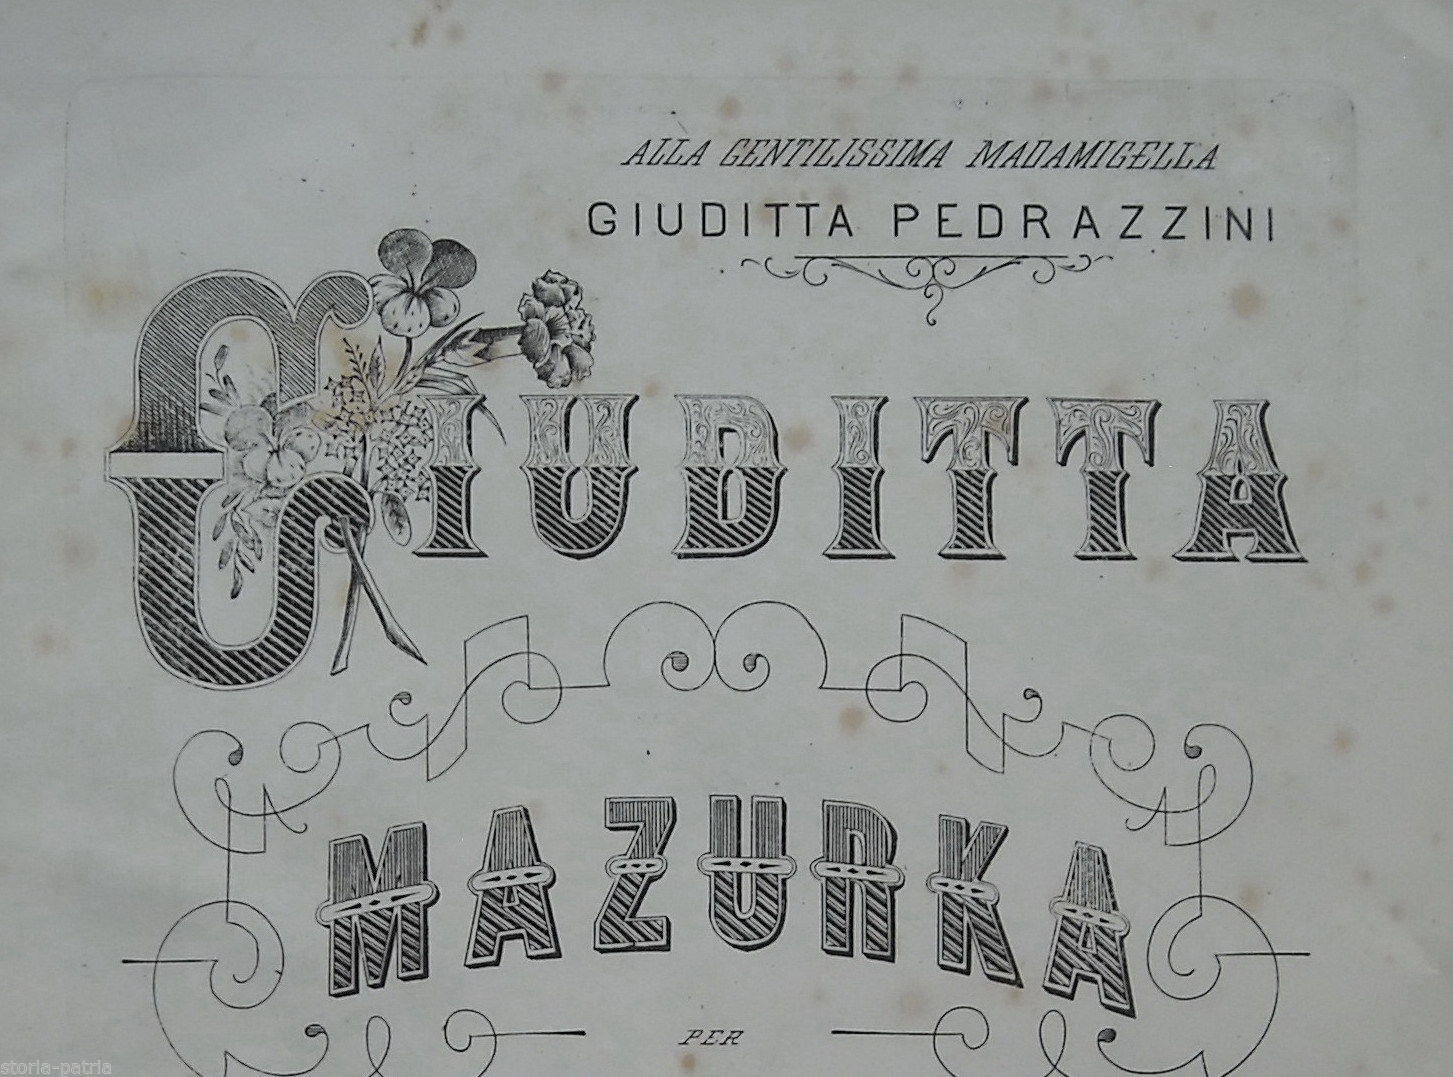 ALLA GENTILISSIMA MADAMIGELLA
GIUDITTA PEDRAZZINI
GIUDITTA
MAZURKA
PER
storia-patria